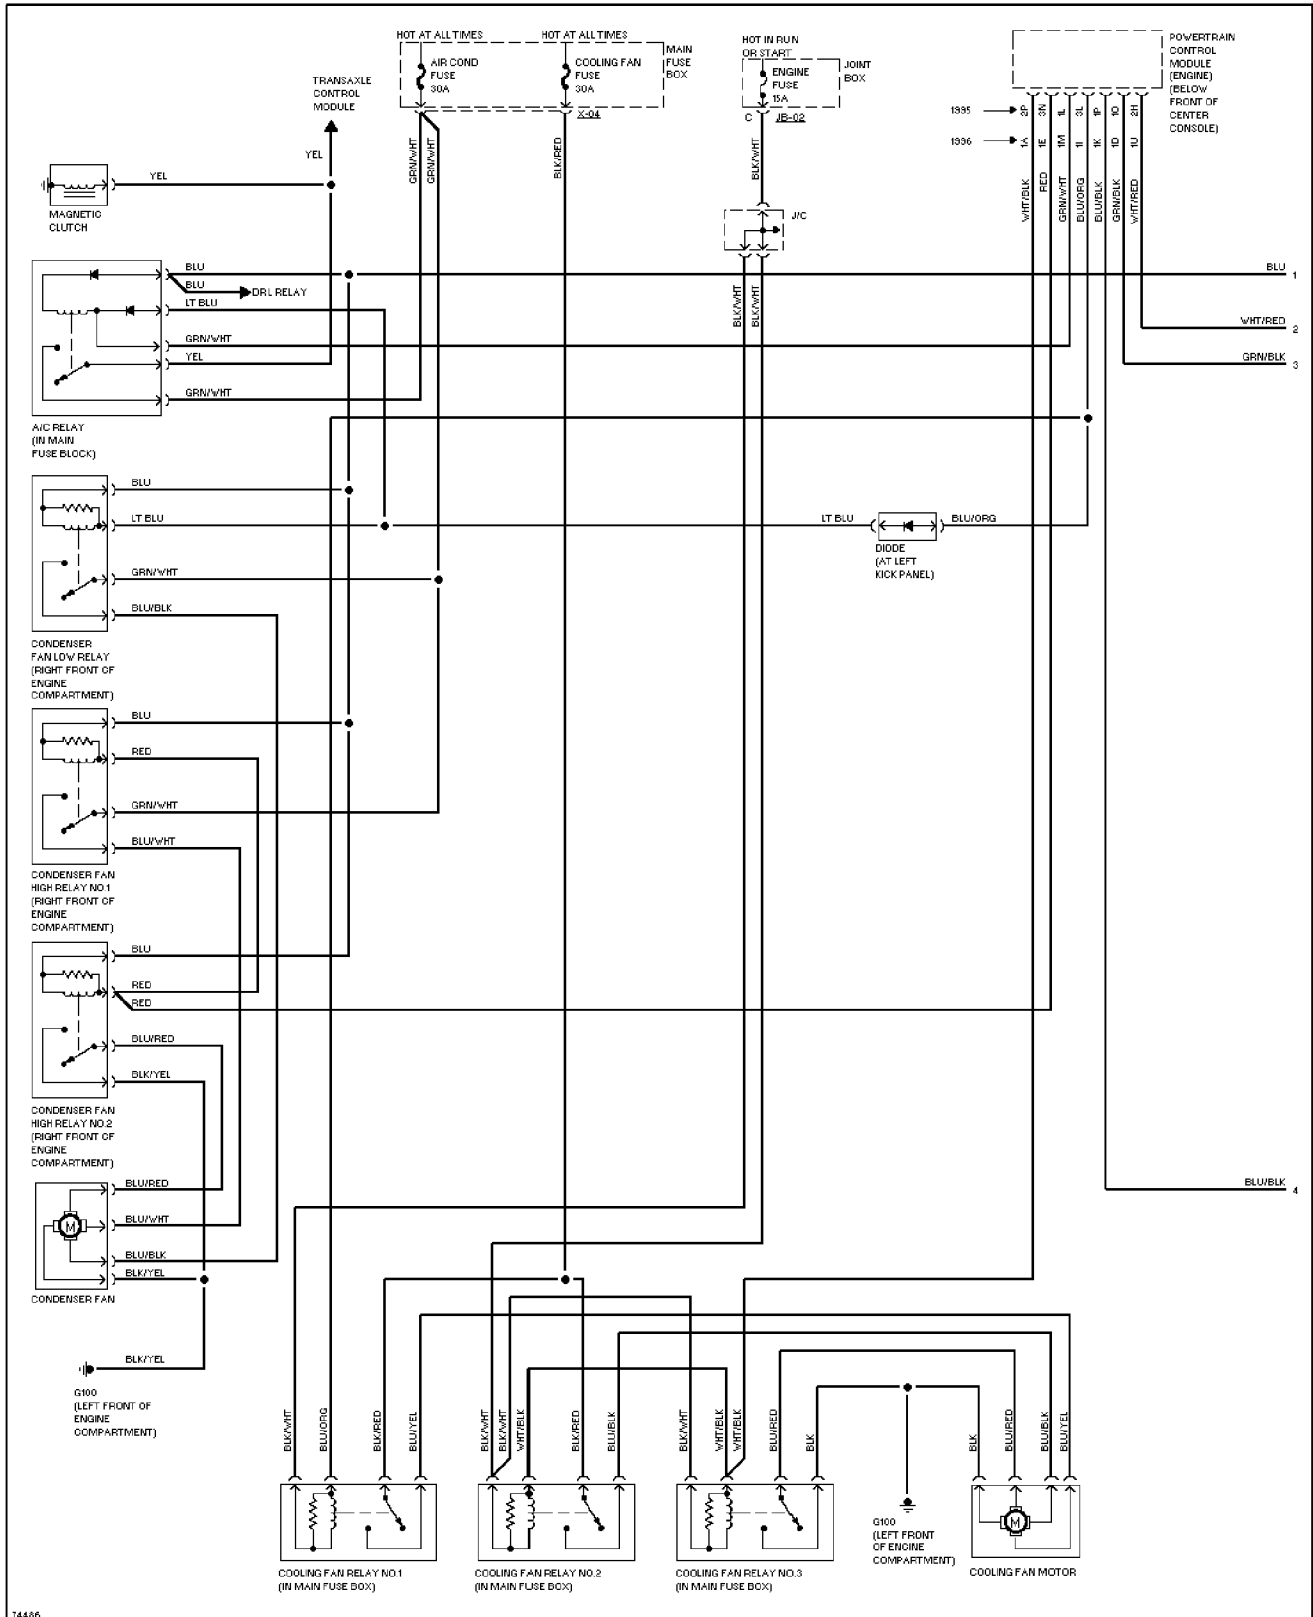 HOT AT ALL TIMES
HOT AT ALL TIMES
AIR COND
FUSE
30A
COOLING FAN
FUSE
30A
MAIN
FUSE
BOX
X-04
HOT IN RUN
OR START
ENGINE
FUSE
15A
JOINT
BOX
C
JB-02
POWERTRAIN
CONTROL
MODULE
(ENGINE)
(BELOW
FRONT OF
CENTER
CONSOLE)
1995
2P
3N
1L
3L
1P
1O
2H
1996
1A
1E
1M
1I
1K
1D
1U
WHT/BLK
RED
GRN/WHT
BLU/ORG
BLU/BLK
GRN/BLK
WHT/RED
TRANSAXLE
CONTROL
MODULE
YEL
GRN/WHT
GRN/WHT
BLK/RED
BLK/WHT
J/C
BLK/WHT
BLK/WHT
YEL
MAGNETIC
CLUTCH
BLU
BLU
DRL RELAY
LT BLU
GRN/WHT
YEL
GRN/WHT
A/C RELAY
(IN MAIN
FUSE BLOCK)
BLU 1
WHT/RED 2
GRN/BLK 3
BLU
LT BLU
GRN/WHT
BLU/BLK
CONDENSER
FAN LOW RELAY
(RIGHT FRONT OF
ENGINE
COMPARTMENT)
LT BLU
BLU/ORG
DIODE
(AT LEFT
KICK PANEL)
BLU
RED
GRN/WHT
BLU/WHT
CONDENSER FAN
HIGH RELAY NO.1
(RIGHT FRONT OF
ENGINE
COMPARTMENT)
BLU
RED
RED
BLU/RED
BLK/YEL
CONDENSER FAN
HIGH RELAY NO.2
(RIGHT FRONT OF
ENGINE
COMPARTMENT)
BLU/RED
BLU/WHT
BLU/BLK
BLK/YEL
M
CONDENSER FAN
BLU/BLK 4
BLK/YEL
G100
(LEFT FRONT OF
ENGINE
COMPARTMENT)
BLK/WHT
BLU/ORG
BLK/RED
BLU/YEL
COOLING FAN RELAY NO.1
(IN MAIN FUSE BOX)
BLK/WHT
BLK/WHT
WHT/BLK
BLK/RED
BLU/BLK
COOLING FAN RELAY NO.2
(IN MAIN FUSE BOX)
BLK/WHT
WHT/BLK
WHT/BLK
BLU/RED
BLK
COOLING FAN RELAY NO.3
(IN MAIN FUSE BOX)
G100
(LEFT FRONT
OF ENGINE
COMPARTMENT)
BLK
BLU/RED
BLU/BLK
BLU/YEL
M
COOLING FAN MOTOR
74486